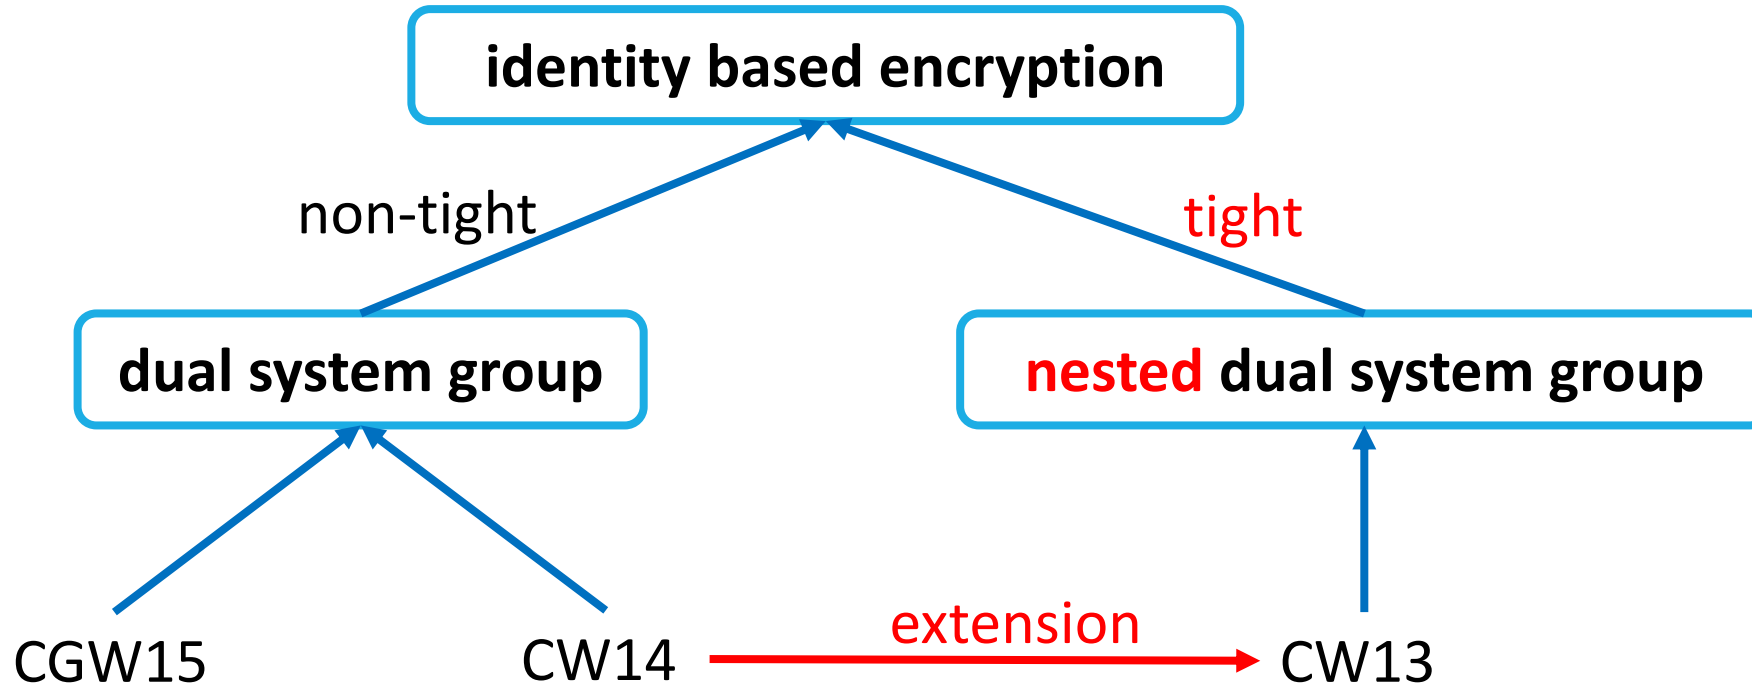 identity based encryption
non-tight
tight
dual system group
nested dual system group
extension
CGW15
CW14
CW13